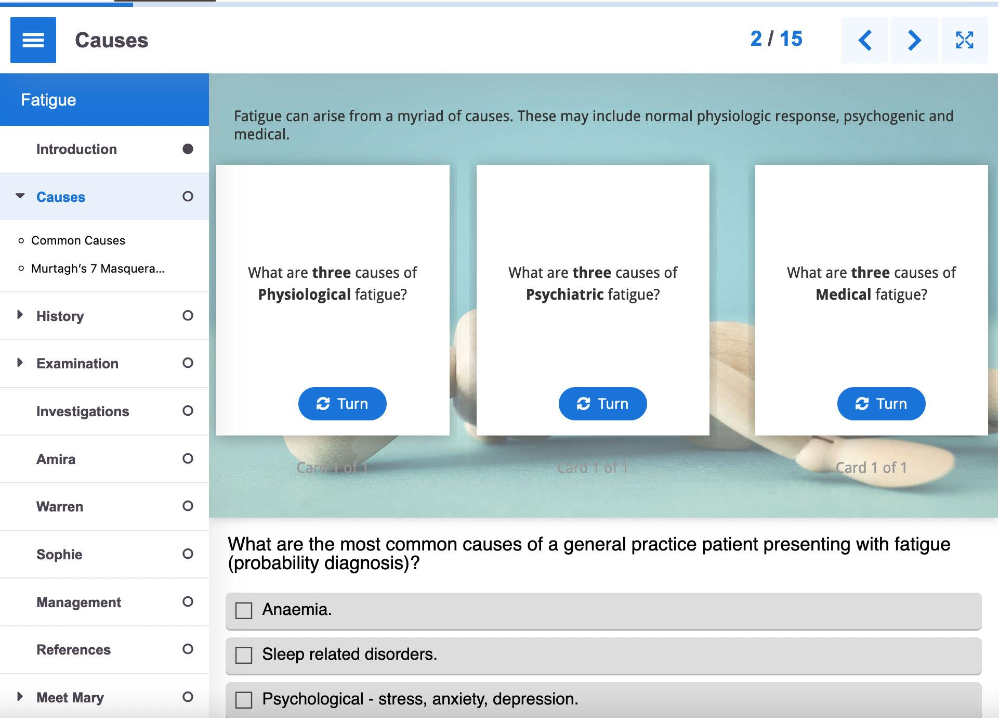 Causes
2 / 15
Fatigue
Introduction
Causes
Common Causes
Murtagh's 7 Masquera...
History
Examination
Investigations
Amira
Warren
Sophie
Management
References
Meet Mary
Fatigue can arise from a myriad of causes. These may include normal physiologic response, psychogenic and
medical.
What are three causes of
Physiological fatigue?
Turn
Card 1 of 1
What are three causes of
Psychiatric fatigue?
Turn
Card 1 of 1
What are three causes of
Medical fatigue?
Turn
Card 1 of 1
What are the most common causes of a general practice patient presenting with fatigue
(probability diagnosis)?
Anaemia.
Sleep related disorders.
Psychological - stress, anxiety, depression.